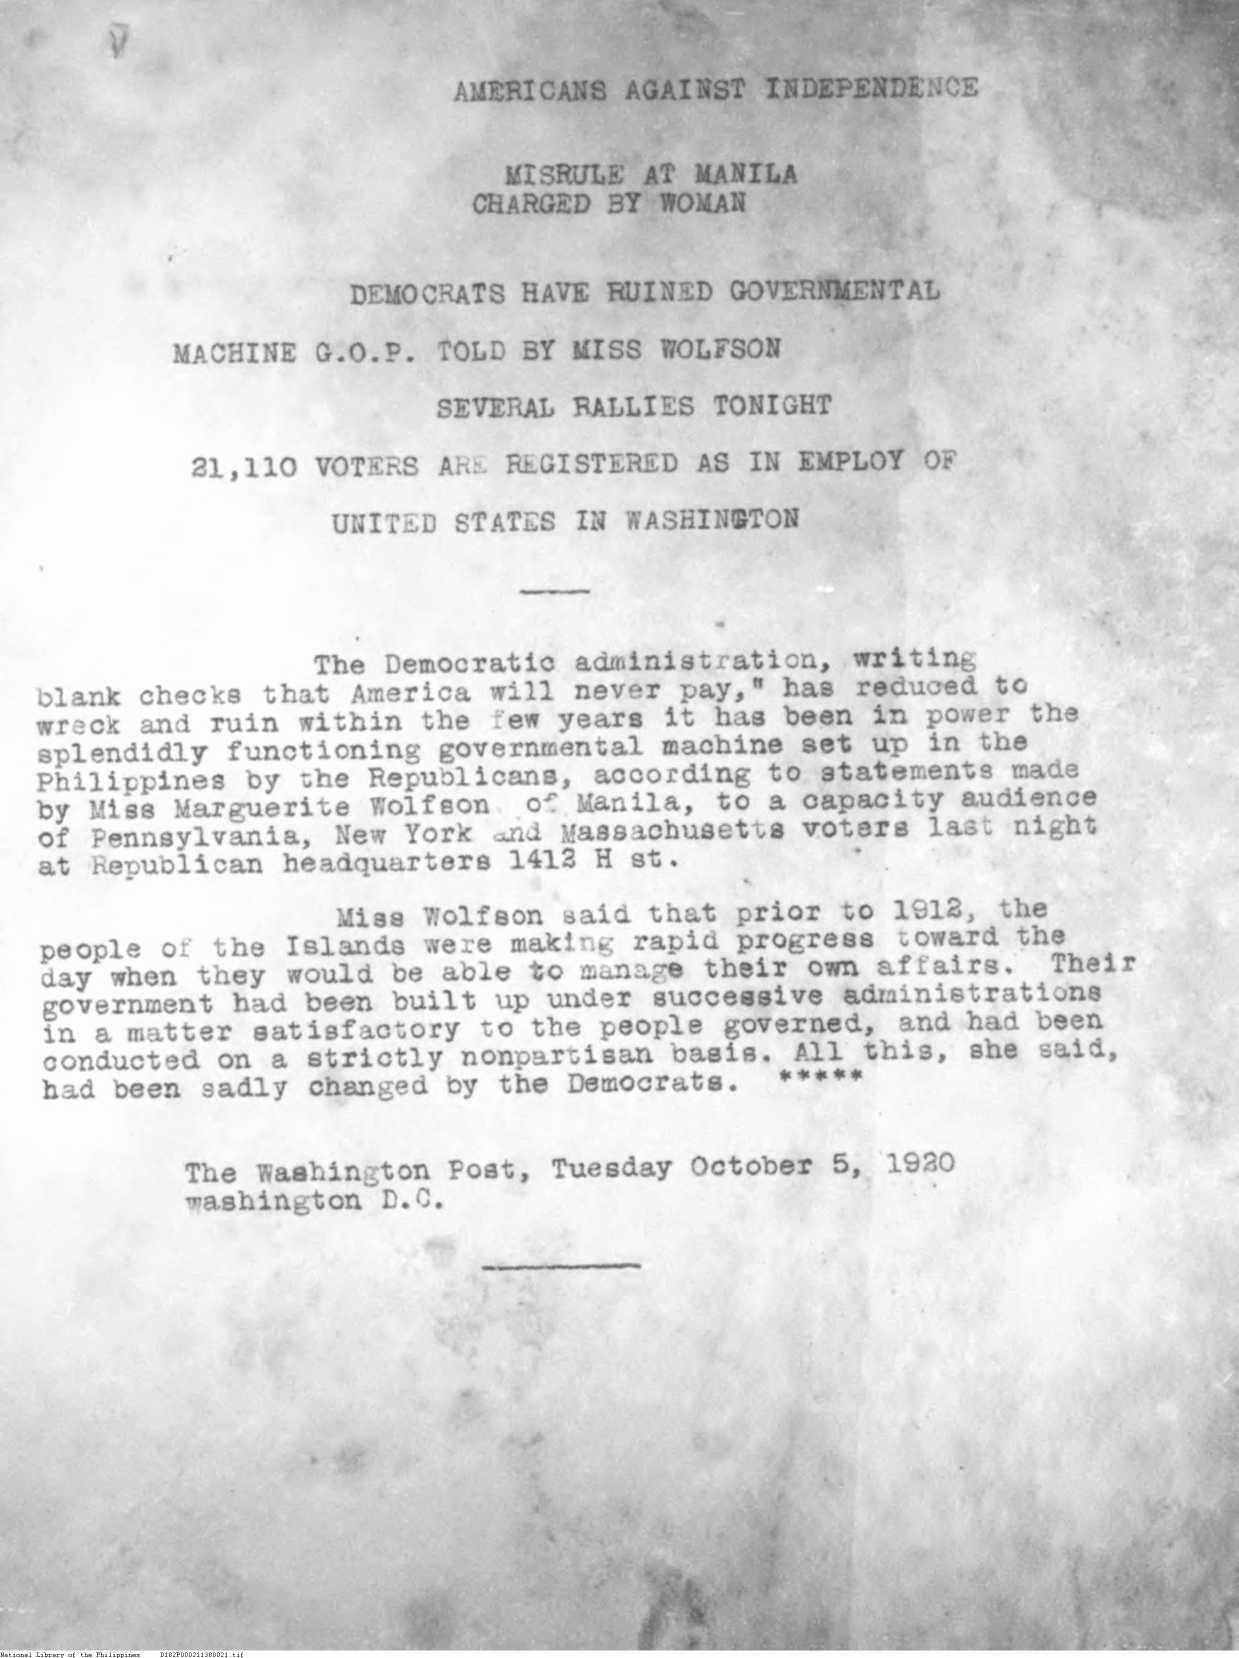 AMERICANS AGAINST INDEPENDENCE
MISRULE AT MANILA
CHARGED BY WOMAN
DEMOCRATS HAVE RUINED GOVERNMENTAL
MACHINE G.O.P. TOLD BY MISS WOLFSON
SEVERAL RALLIES TONIGHT
21,110 VOTERS ARE REGISTERED AS IN EMPLOY OF
UNITED STATES IN WASHINGTON
The Democratic administration, writing
blank checks that America will never pay," has reduced to
wreck and ruin within the few years it has been in power the
splendidly functioning governmental machine set up in the
Philippines by the Republicans, according to statements made
by Miss Marguerite Wolfson of Manila, to a capacity audience
of Pennsylvania, New York and Massachusetts voters last night
at Republican headquarters 1412 H st.
Miss Wolfson said that prior to 1912, the
people of the Islands were making rapid progress toward the
day when they would be able to manage their own affairs. Their
government had been built up under successive administrations
in a matter satisfactory to the people governed, and had been
conducted on a strictly nonpartisan basis. All this, she said,
had been sadly changed by the Democrats. *****
The Washington Post, Tuesday October 5, 1920
Washington D.C.
National Library of the Philippines D182P000211380021.tif